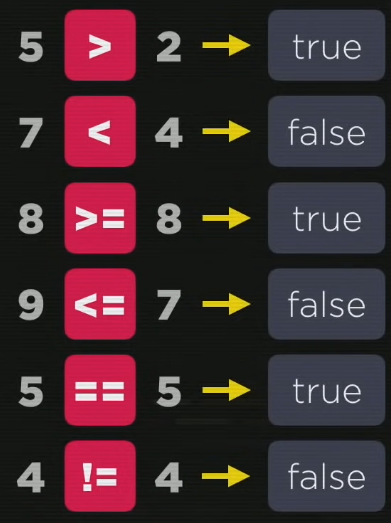 5 > 2 true
7 < 4 false
8 >= 8 true
9 <= 7 false
5 == 5 true
4 != 4 false